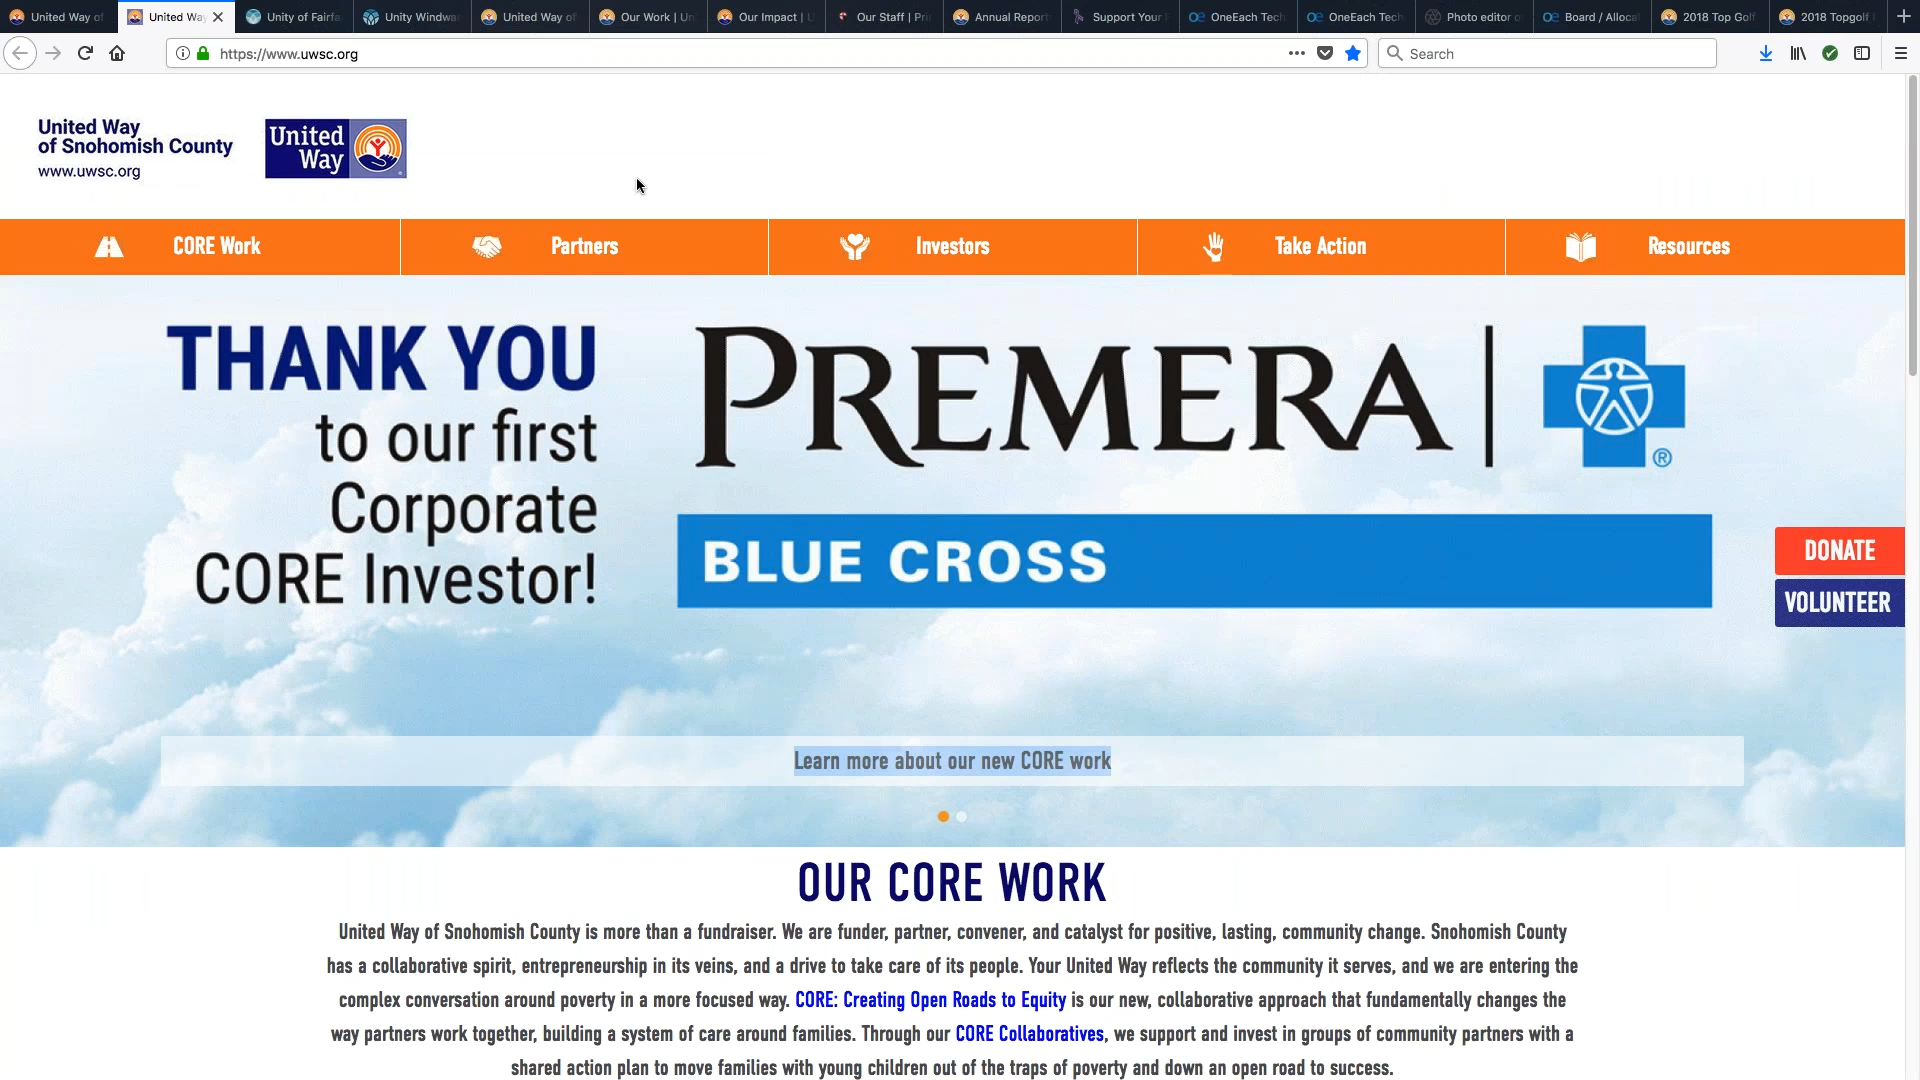 United Way of
United Way
Unity of Fairfa
Unity Windwar
United Way of
Our Work | Un
Our Impact | U
Our Staff | Pri
Annual Report
Support Your
OneEach Tech
OneEach Tech
Photo editor o
Board / Alloca
2018 Top Golf
2018 Topgolf
https://www.uwsc.org
Search
United Way
of Snohomish County
www.uwsc.org
United
Way
CORE Work
Partners
Investors
Take Action
Resources
THANK YOU
to our first
Corporate
CORE Investor!
PREMERA
®
BLUE CROSS
DONATE
VOLUNTEER
Learn more about our new CORE work
OUR CORE WORK
United Way of Snohomish County is more than a fundraiser. We are funder, partner, convener, and catalyst for positive, lasting, community change. Snohomish County
has a collaborative spirit, entrepreneurship in its veins, and a drive to take care of its people. Your United Way reflects the community it serves, and we are entering the
complex conversation around poverty in a more focused way. CORE: Creating Open Roads to Equity is our new, collaborative approach that fundamentally changes the
way partners work together, building a system of care around families. Through our CORE Collaboratives, we support and invest in groups of community partners with a
shared action plan to move families with young children out of the traps of poverty and down an open road to success.